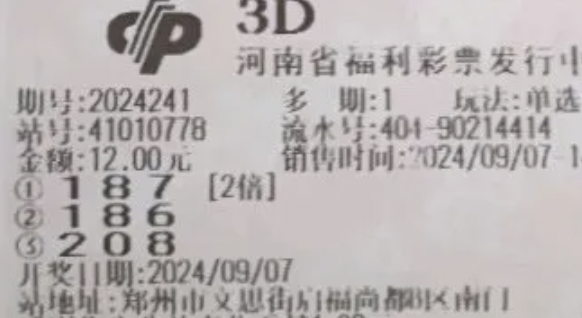 3D
河南省福利彩票发行中
期号:2024241 多 期:1 玩法:单选
站号:41010778 流水号:404-90214414
金额:12.00元 销售时间:2024/09/07-1
① 1 8 7 [2倍]
② 1 8 6
③ 2 0 8
开奖日期:2024/09/07
站地址:郑州市文思街 福尚都 区南门